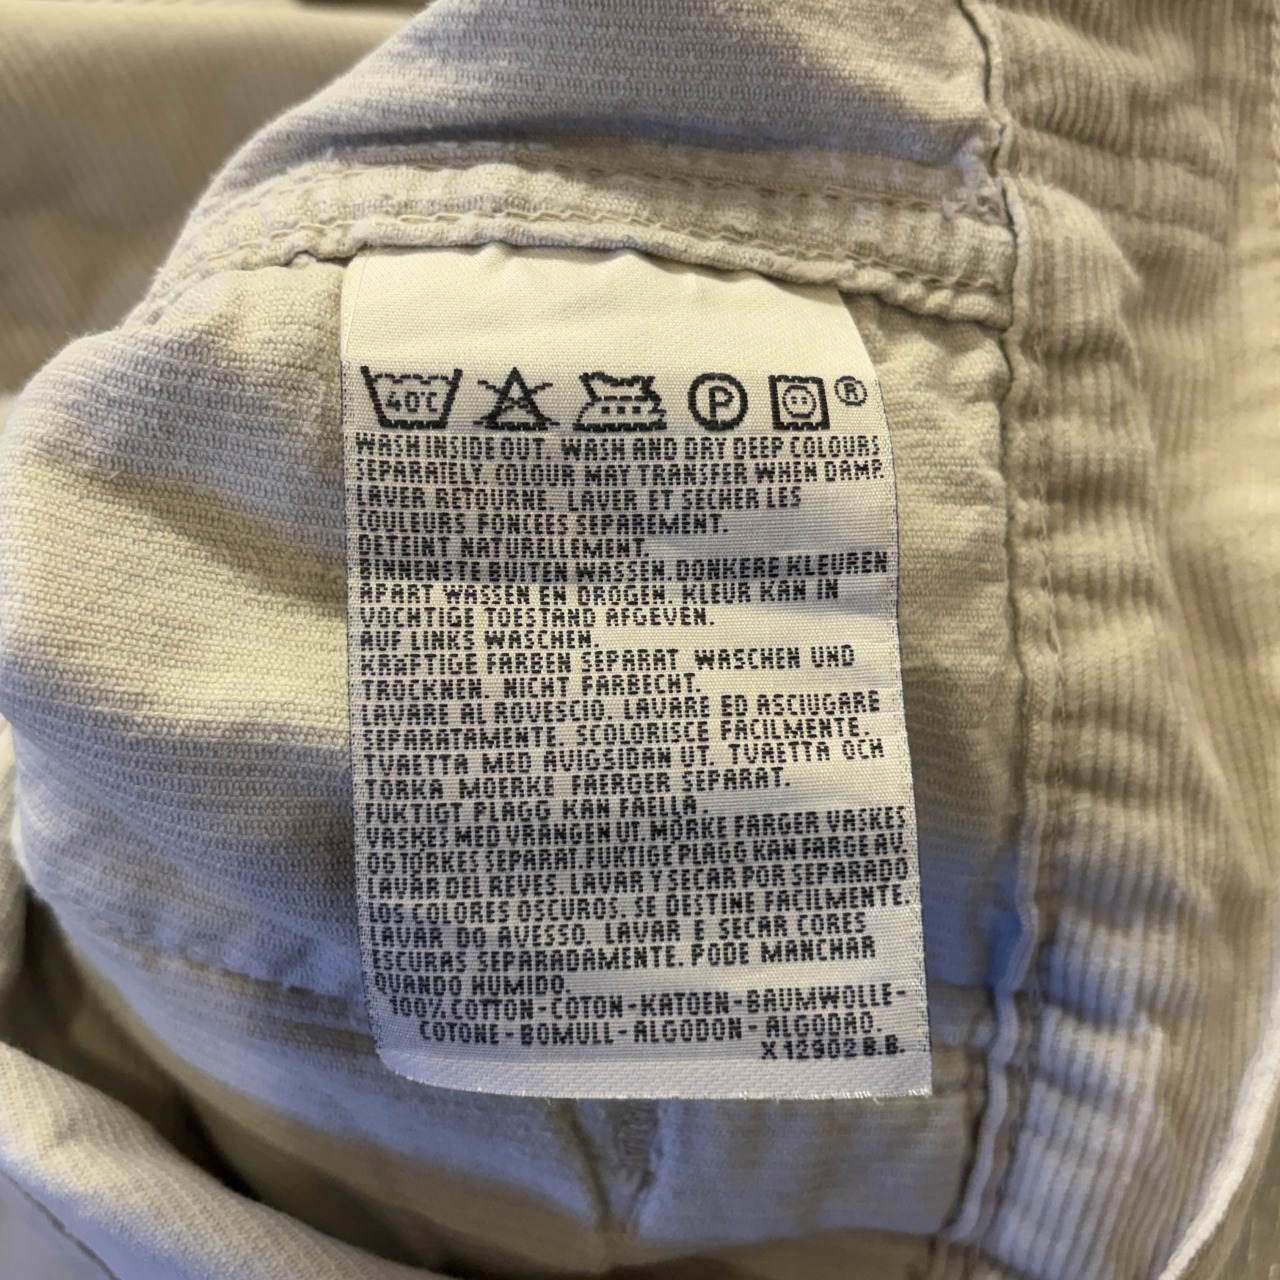 40°C P ®
WASH INSIDE OUT. WASH AND DRY DEEP COLOURS
SEPARATELY. COLOUR MAY TRANSFER WHEN DAMP.
LAVER RETOURNE. LAVER ET SECHER LES
COULEURS FONCEES SEPAREMENT.
DETEINT NATURELLEMENT.
BINNENSTE BUITEN WASSEN. DONKERE KLEUREN
APART WASSEN EN DROGEN. KLEUR KAN IN
VOCHTIGE TOESTAND AFGEVEN.
AUF LINKS WASCHEN.
KRÄFTIGE FARBEN SEPARAT WASCHEN UND
TROCKNEN. NICHT FARBECHT.
LAVARE AL ROVESCIO. LAVARE ED ASCIUGARE
SEPARATAMENTE. SCOLORISCE FACILMENTE.
TVAETTA MED AVIGSIDAN UT. TVAETTA OCH
TORKA MOERKE FAERGER SEPARAT.
FUKTIGT PLAGG KAN FAELLA.
VASKES MED VRANGEN UT. MÖRKE FARGER VASKES
OG TÖRKES SEPARAT. FUKTIGE PLAGG KAN FARGE AV
LAVAR DEL REVES. LAVAR Y SECAR POR SEPARADO
LOS COLORES OSCUROS. SE DESTINE FACILMENTE.
LAVAR DO AVESSO. LAVAR E SECAR CORES
ESCURAS SEPARADAMENTE. PODE MANCHAR
QUANDO HUMIDO.
100% COTTON-COTON-KATOEN-BAUMWOLLE-
COTONE-BOMULL-ALGODON-ALGODAO.
X 12902 B.B.